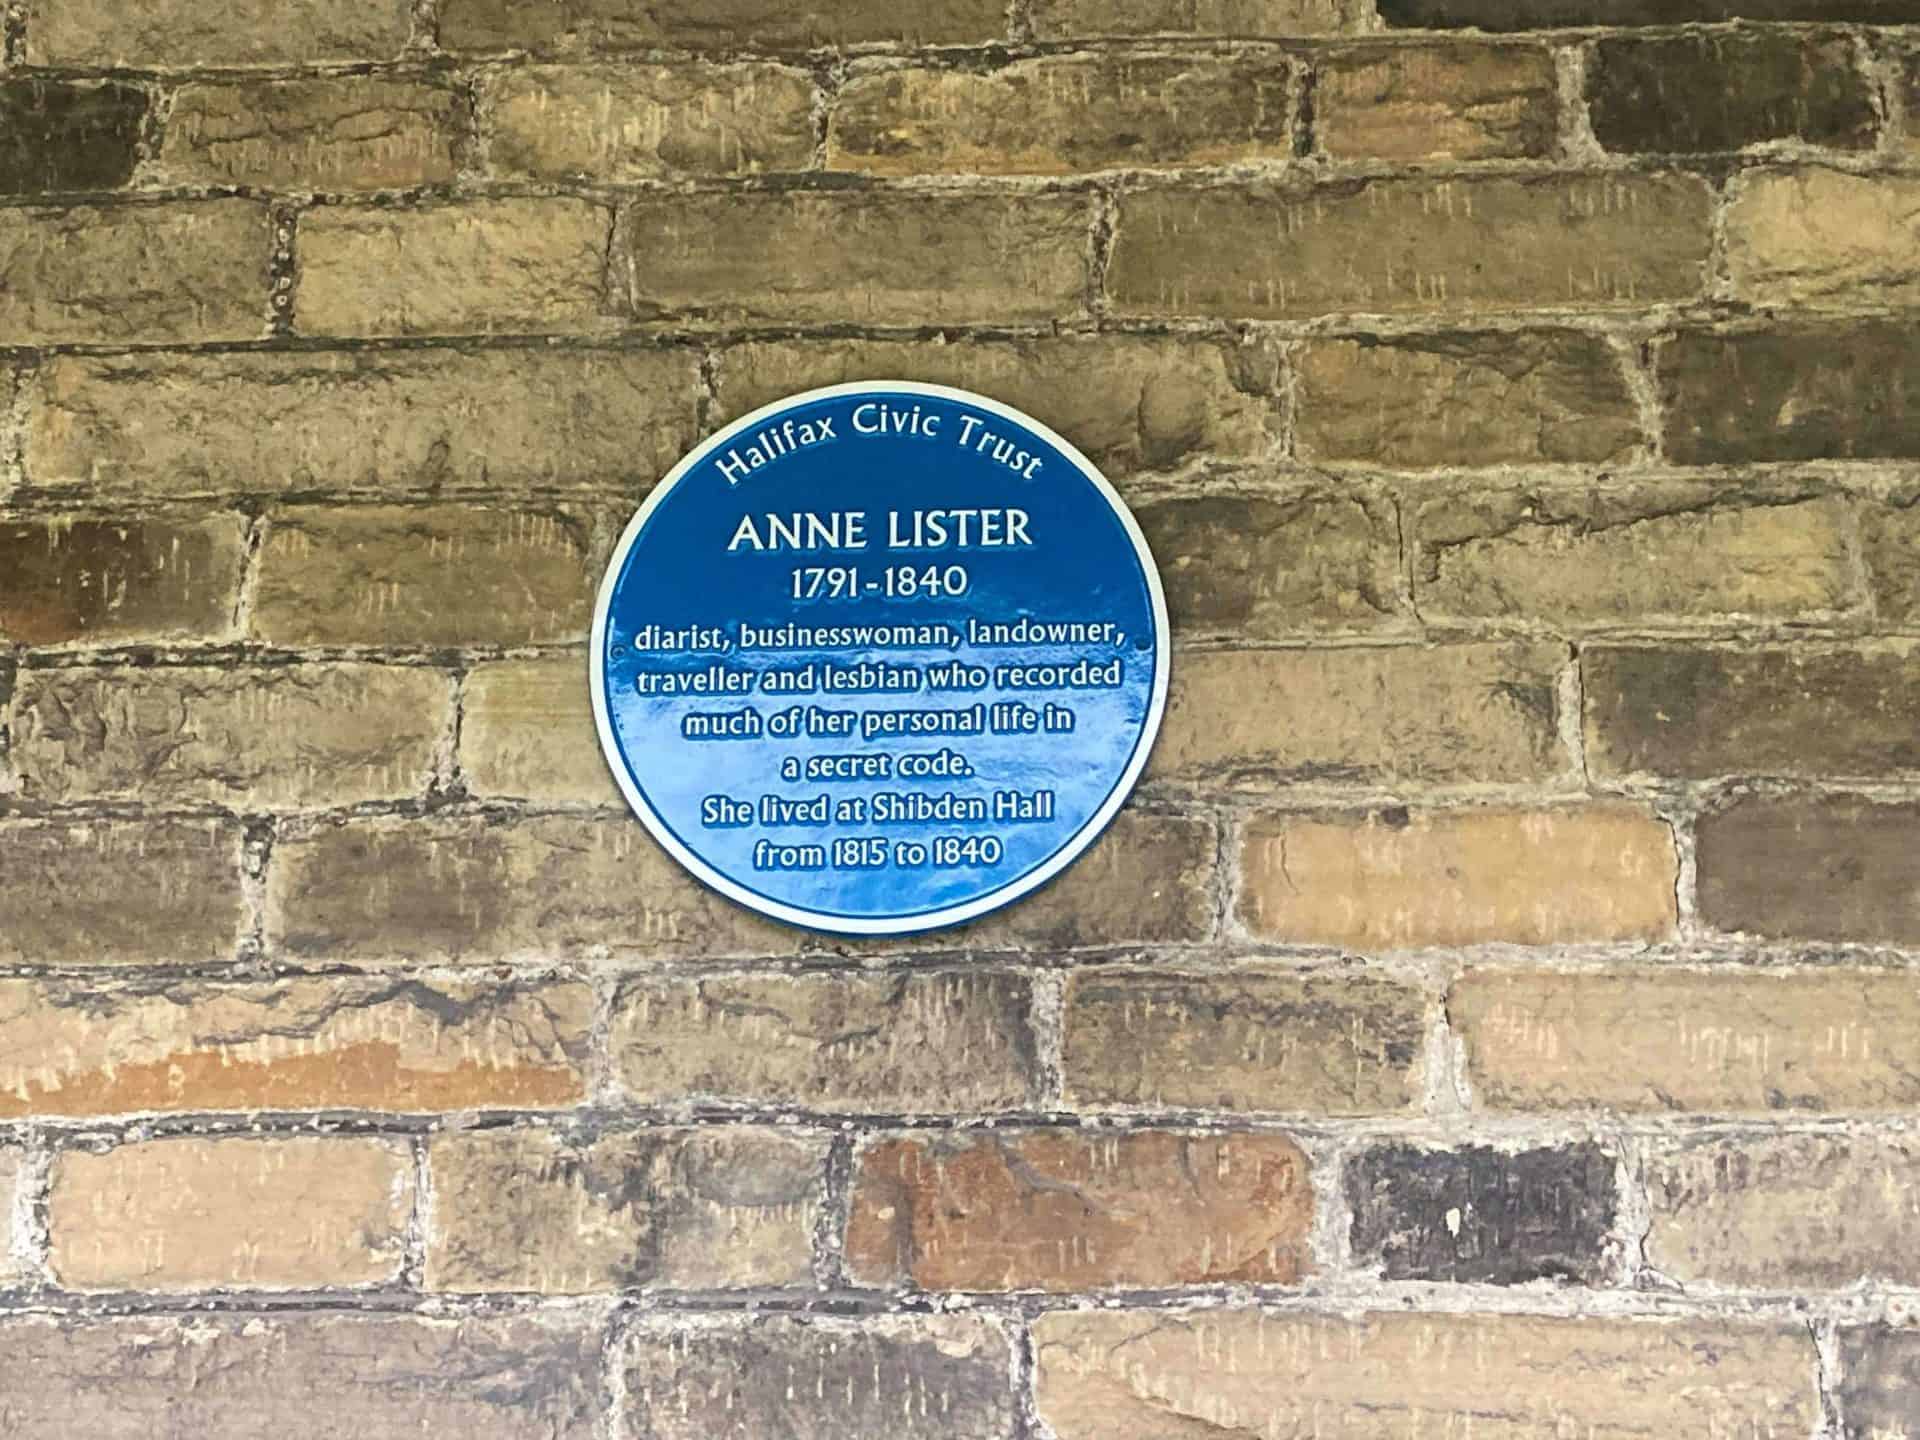 Halifax Civic Trust
ANNE LISTER
1791-1840
diarist, businesswoman, landowner,
traveller and lesbian who recorded
much of her personal life in
a secret code.
She lived at Shibden Hall
from 1815 to 1840